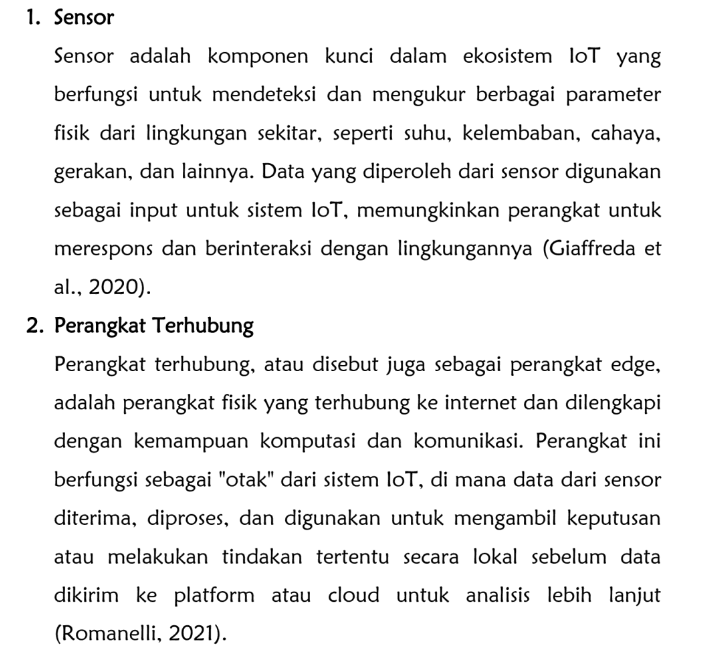 1. Sensor
Sensor adalah komponen kunci dalam ekosistem IoT yang
berfungsi untuk mendeteksi dan mengukur berbagai parameter
fisik dari lingkungan sekitar, seperti suhu, kelembaban, cahaya,
gerakan, dan lainnya. Data yang diperoleh dari sensor digunakan
sebagai input untuk sistem IoT, memungkinkan perangkat untuk
merespons dan berinteraksi dengan lingkungannya (Giaffreda et
al., 2020).
2. Perangkat Terhubung
Perangkat terhubung, atau disebut juga sebagai perangkat edge,
adalah perangkat fisik yang terhubung ke internet dan dilengkapi
dengan kemampuan komputasi dan komunikasi. Perangkat ini
berfungsi sebagai "otak" dari sistem IoT, di mana data dari sensor
diterima, diproses, dan digunakan untuk mengambil keputusan
atau melakukan tindakan tertentu secara lokal sebelum data
dikirim ke platform atau cloud untuk analisis lebih lanjut
(Romanelli, 2021).